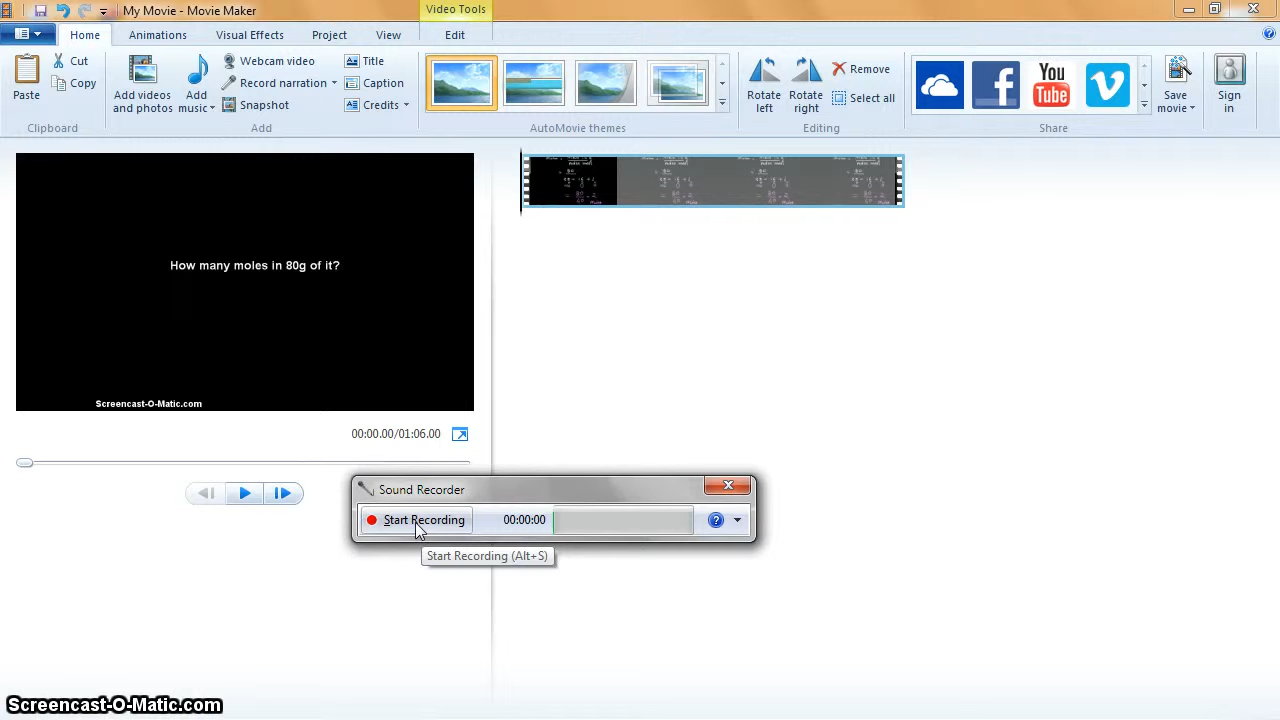 My Movie - Movie Maker
Video Tools
Home
Animations
Visual Effects
Project
View
Edit
Paste
Cut
Copy
Clipboard
Add videos
and photos
Add
music
Webcam video
Record narration
Snapshot
Title
Caption
Credits
Add
AutoMovie themes
Rotate
left
Rotate
right
Remove
Select all
Editing
You
Tube
Share
Save
movie
Sign
in
How many moles in 80g of it?
Screencast-O-Matic.com
00:00.00/01:06.00
Sound Recorder
Start Recording
00:00:00
Start Recording (Alt+S)
Screencast-O-Matic.com